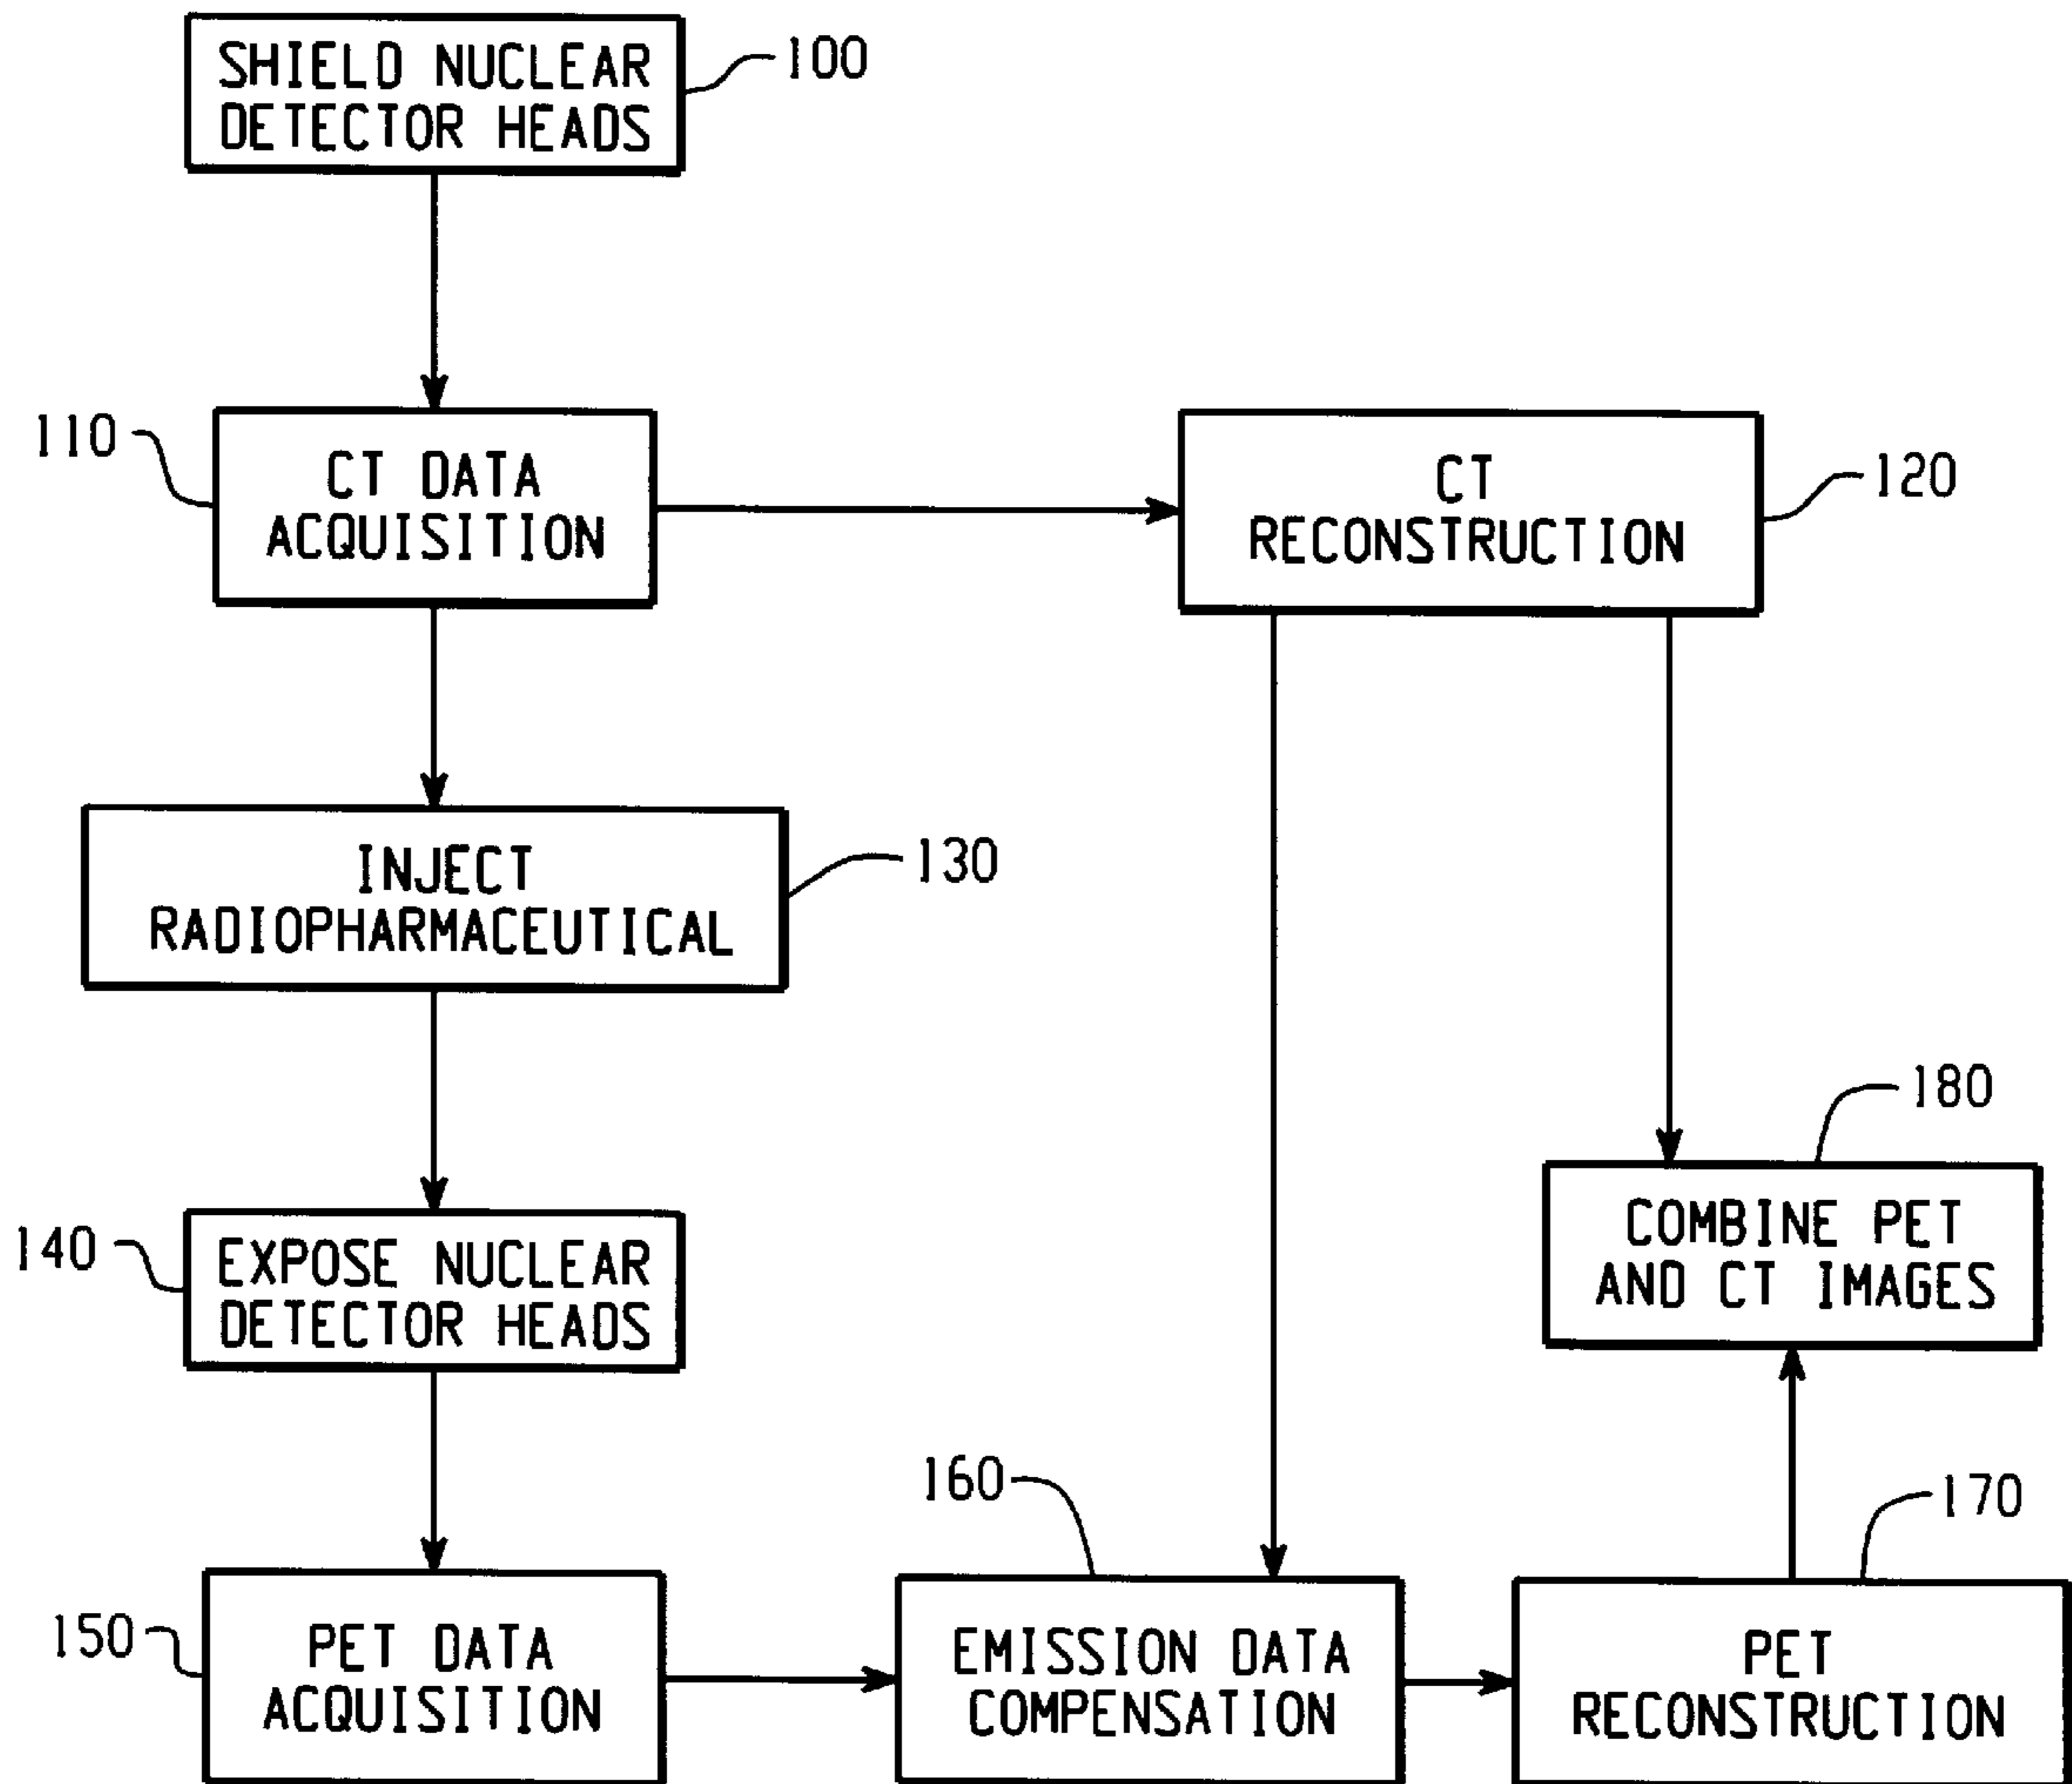 SHIELD NUCLEAR
DETECTOR HEADS
100
110
CT DATA
ACQUISITION
CT
RECONSTRUCTION
120
INJECT
RADIOPHARMACEUTICAL
130
140
EXPOSE NUCLEAR
DETECTOR HEADS
180
COMBINE PET
AND CT IMAGES
150
PET DATA
ACQUISITION
160
EMISSION DATA
COMPENSATION
170
PET
RECONSTRUCTION